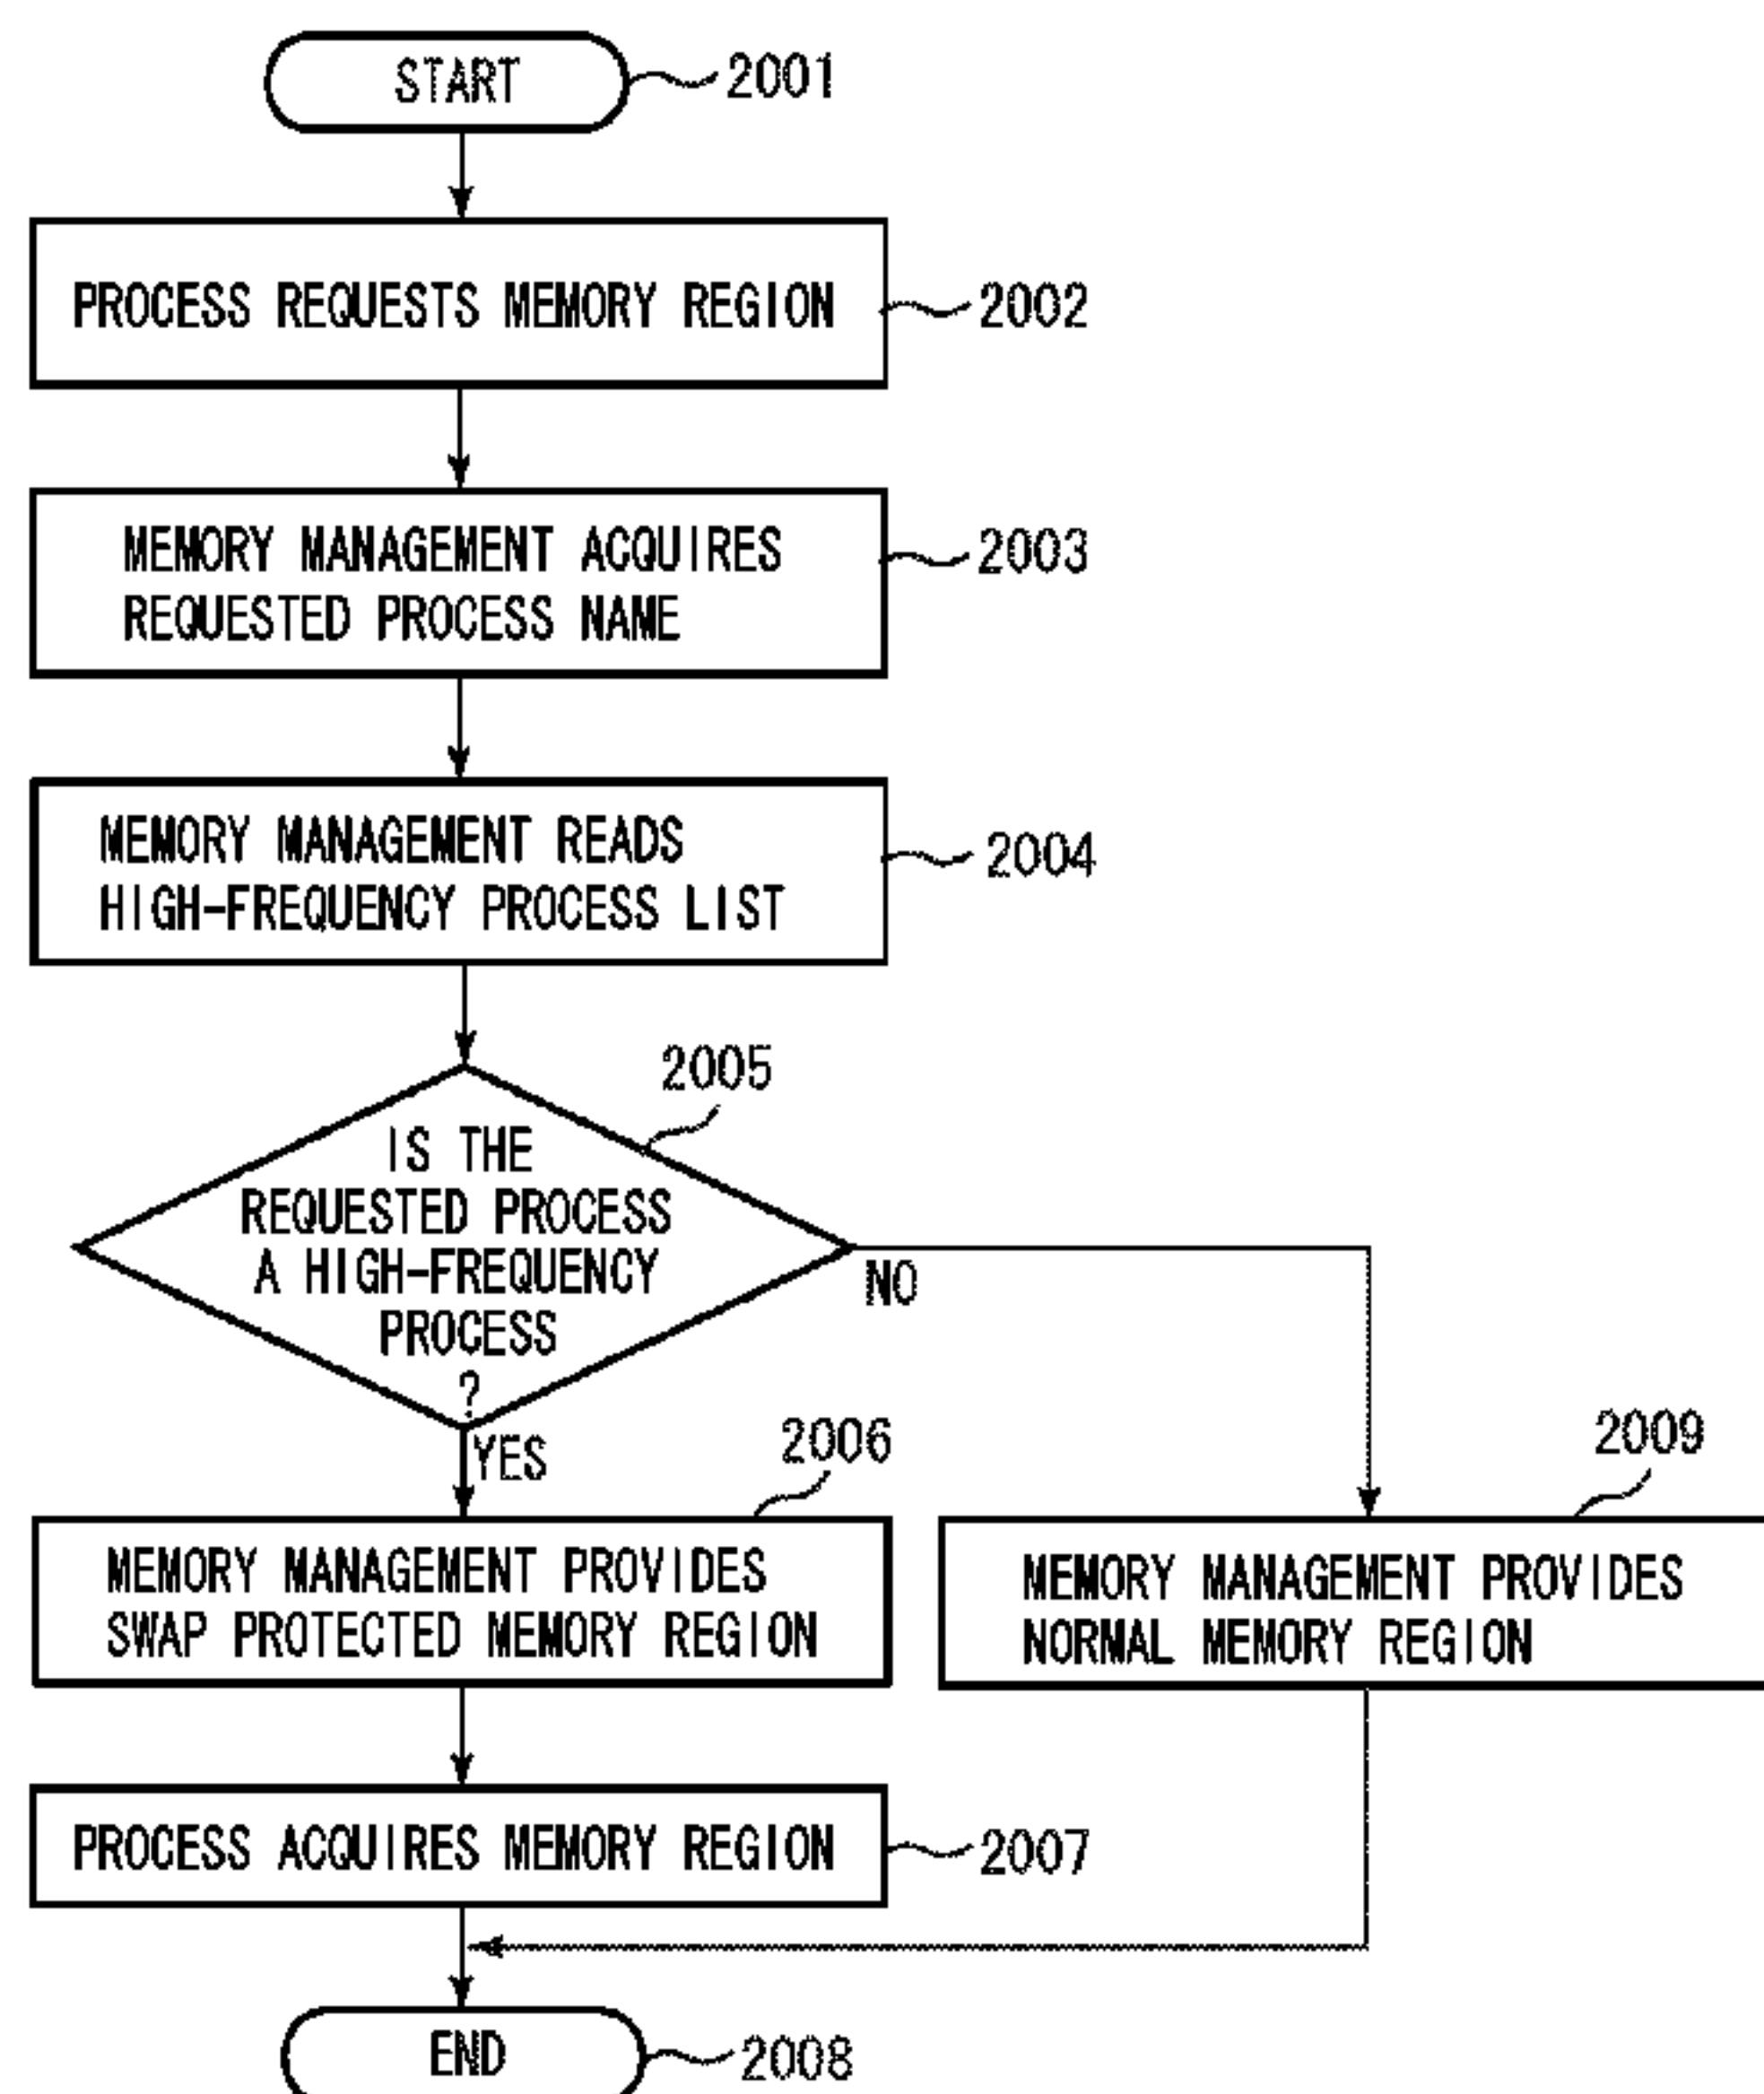 START
2001
PROCESS REQUESTS MEMORY REGION
2002
MEMORY MANAGEMENT ACQUIRES
REQUESTED PROCESS NAME
2003
MEMORY MANAGEMENT READS
HIGH-FREQUENCY PROCESS LIST
2004
2005
IS THE
REQUESTED PROCESS
A HIGH-FREQUENCY
PROCESS
?
NO
YES
2006
MEMORY MANAGEMENT PROVIDES
SWAP PROTECTED MEMORY REGION
2009
MEMORY MANAGEMENT PROVIDES
NORMAL MEMORY REGION
PROCESS ACQUIRES MEMORY REGION
2007
END
2008